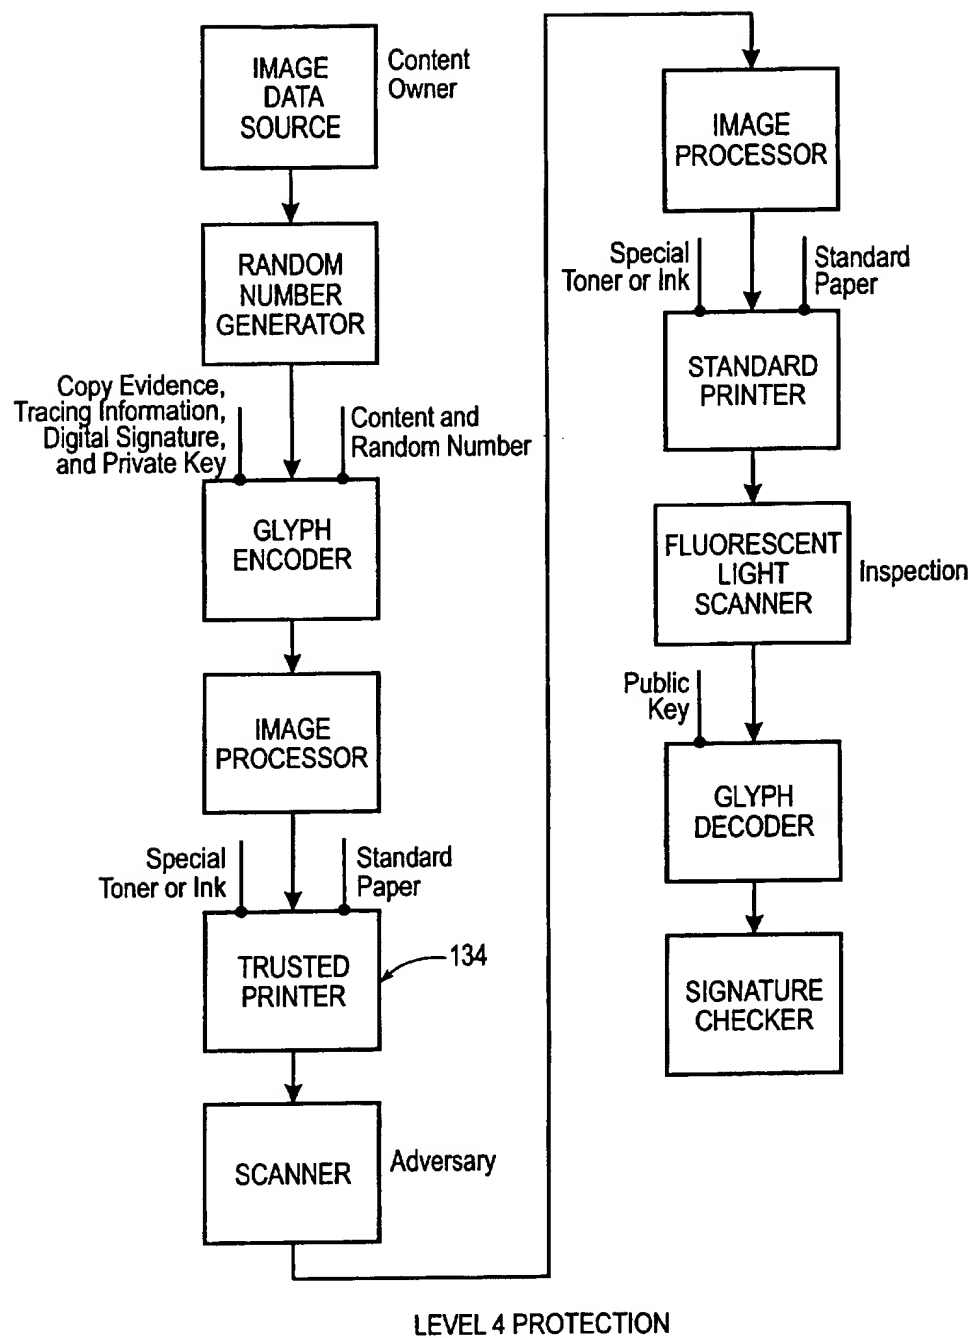 IMAGE
DATA
SOURCE
Content
Owner
RANDOM
NUMBER
GENERATOR
Copy Evidence,
Tracing Information,
Digital Signature,
and Private Key
Content and
Random Number
GLYPH
ENCODER
IMAGE
PROCESSOR
Special
Toner or Ink
Standard
Paper
TRUSTED
PRINTER
134
SCANNER
Adversary
IMAGE
PROCESSOR
Special
Toner or Ink
Standard
Paper
STANDARD
PRINTER
FLUORESCENT
LIGHT
SCANNER
Inspection
Public
Key
GLYPH
DECODER
SIGNATURE
CHECKER
LEVEL 4 PROTECTION